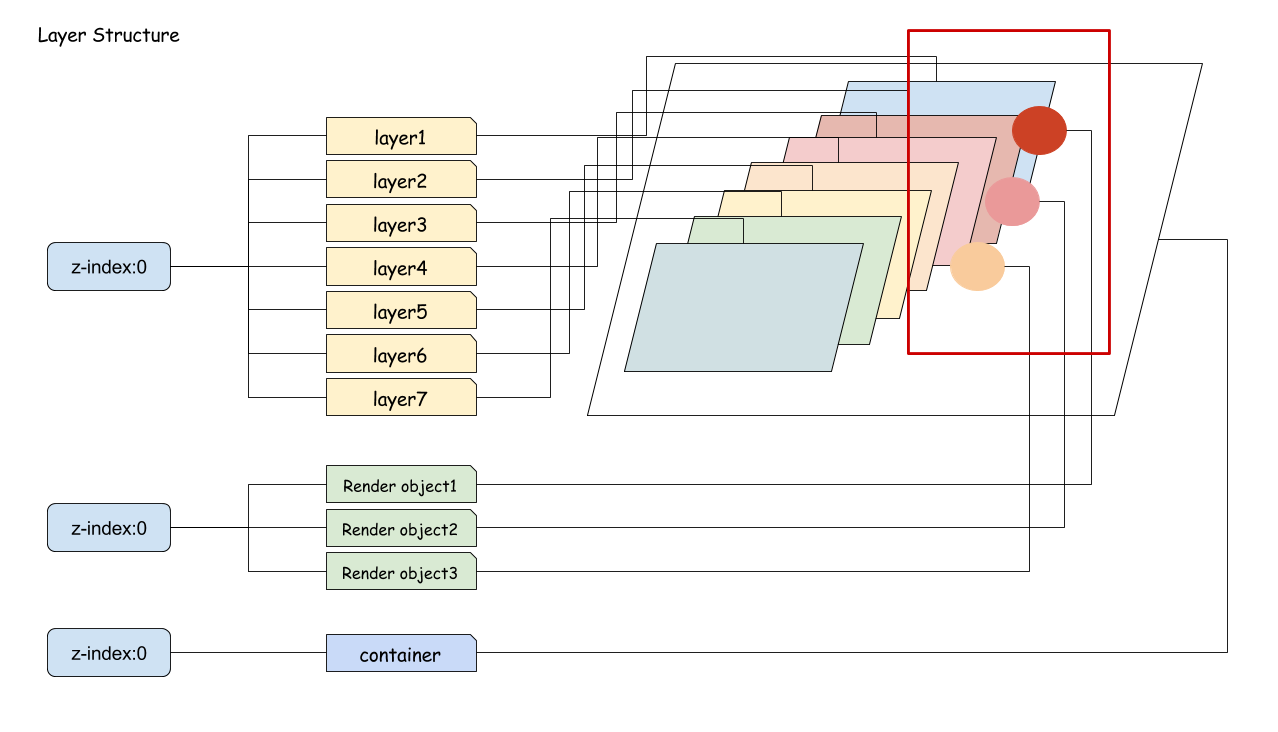 Layer Structure
layer1
layer2
layer3
z-index:0
layer4
layer5
layer6
layer7
Render object1
z-index:0
Render object2
Render object3
z-index:0
container